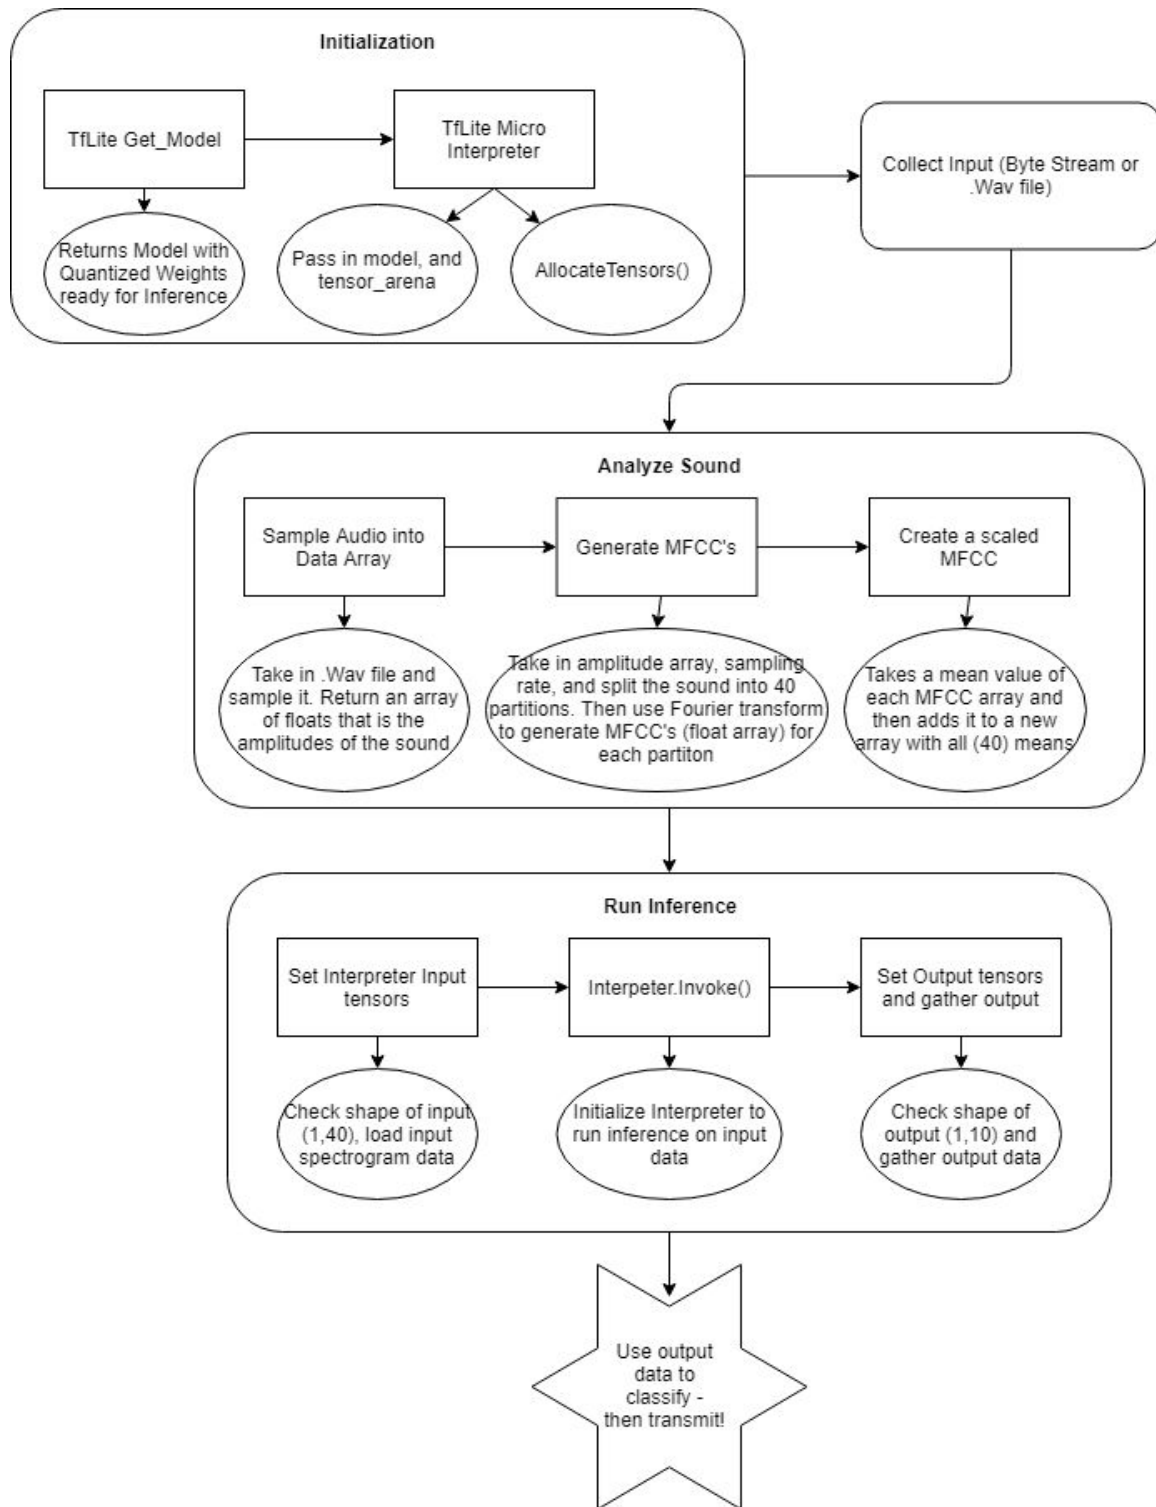 Initialization
TfLite Get_Model
TfLite Micro
Interpreter
Returns Model with
Quantized Weights
ready for Inference
Pass in model, and
tensor_arena
AllocateTensors()
Collect Input (Byte Stream or
.Wav file)
Analyze Sound
Sample Audio into
Data Array
Generate MFCC's
Create a scaled
MFCC
Take in .Wav file and
sample it. Return an array
of floats that is the
amplitudes of the sound
Take in amplitude array, sampling
rate, and split the sound into 40
partitions. Then use Fourier transform
to generate MFCC's (float array) for
each partiton
Takes a mean value of
each MFCC array and
then adds it to a new
array with all (40) means
Run Inference
Set Interpreter Input
tensors
Interpeter.Invoke()
Set Output tensors
and gather output
Check shape of input
(1,40), load input
spectrogram data
Initialize Interpreter to
run inference on input
data
Check shape of
output (1,10) and
gather output data
Use output
data to
classify -
then transmit!